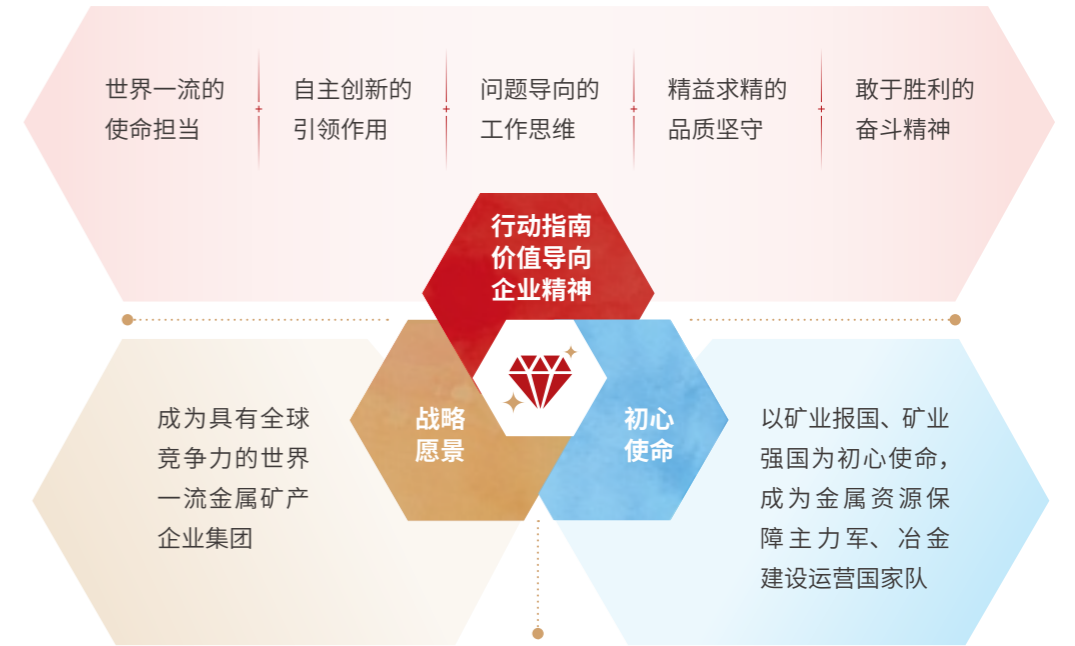 世界一流的
使命担当
自主创新的
引领作用
问题导向的
工作思维
精益求精的
品质坚守
敢于胜利的
奋斗精神
行动指南
价值导向
企业精神
战略
愿景
初心
使命
成为具有全球
竞争力的世界
一流金属矿产
企业集团
以矿业报国、矿业
强国为初心使命，
成为金属资源保
障主力军、冶金
建设运营国家队